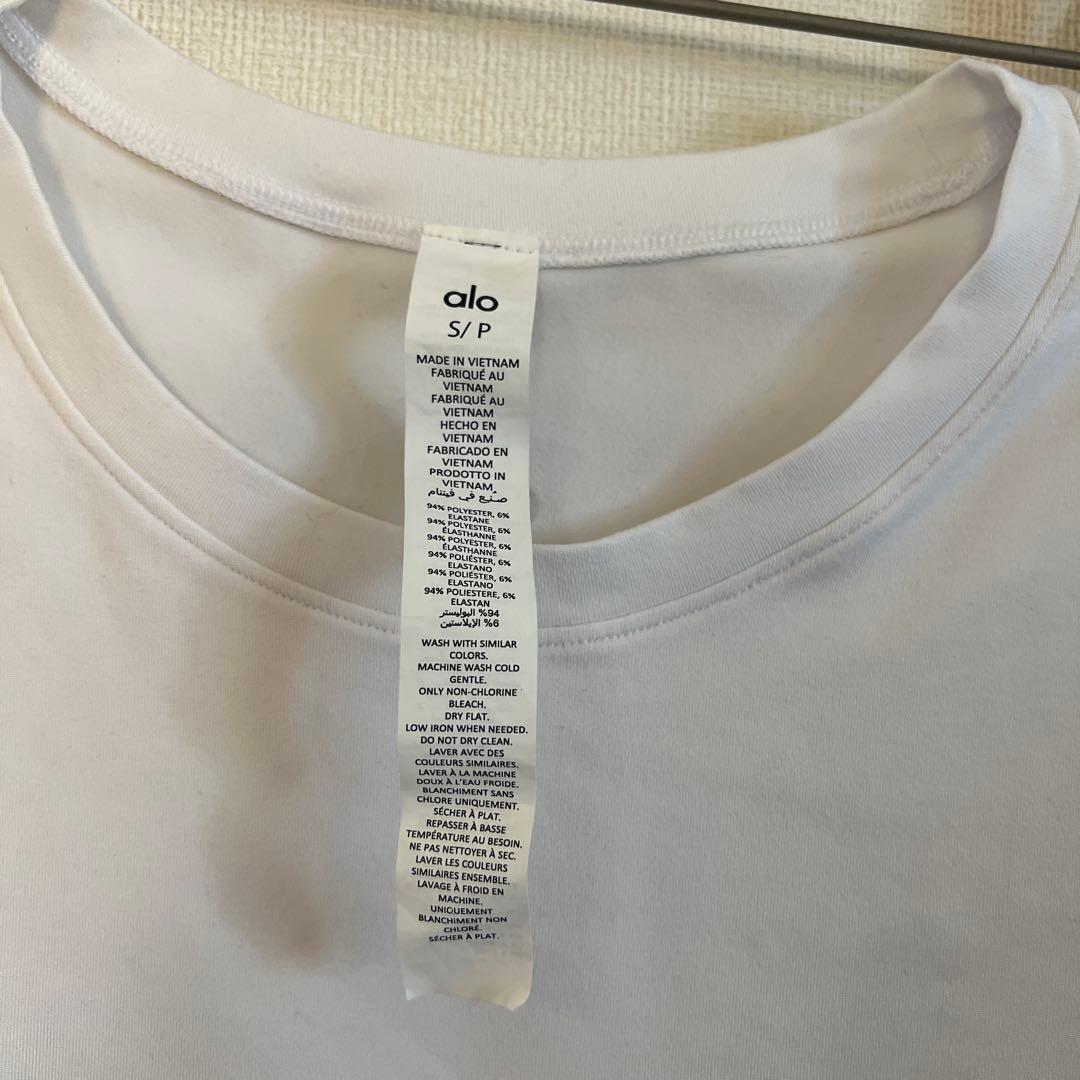 alo
S/ P
MADE IN VIETNAM
FABRIQUÉ AU
VIETNAM
FABRIQUÉ AU
VIETNAM
HECHO EN
VIETNAM
FABRICADO EN
VIETNAM
PRODOTTO IN
VIETNAM
صُنِع في فيتنام
94% POLYESTER, 6%
ELASTANE
94% POLYESTER, 6%
ÉLASTHANNE
94% POLYESTER, 6%
ÉLASTHANNE
94% POLIÉSTER, 6%
ELASTANO
94% POLIÉSTER, 6%
ELASTANO
94% POLIESTERE, 6%
ELASTAN
94% البوليستر
6% الإيلاستين
WASH WITH SIMILAR
COLORS.
MACHINE WASH COLD
GENTLE.
ONLY NON-CHLORINE
BLEACH.
DRY FLAT.
LOW IRON WHEN NEEDED.
DO NOT DRY CLEAN.
LAVER AVEC DES
COULEURS SIMILAIRES.
LAVER À LA MACHINE
DOUX À L'EAU FROIDE.
BLANCHIMENT SANS
CHLORE UNIQUEMENT.
SÉCHER À PLAT.
REPASSER À BASSE
TEMPÉRATURE AU BESOIN.
NE PAS NETTOYER À SEC.
LAVER LES COULEURS
SIMILAIRES ENSEMBLE.
LAVAGE À FROID EN
MACHINE.
UNIQUEMENT
BLANCHIMENT NON
CHLORÉ.
SÉCHER À PLAT.